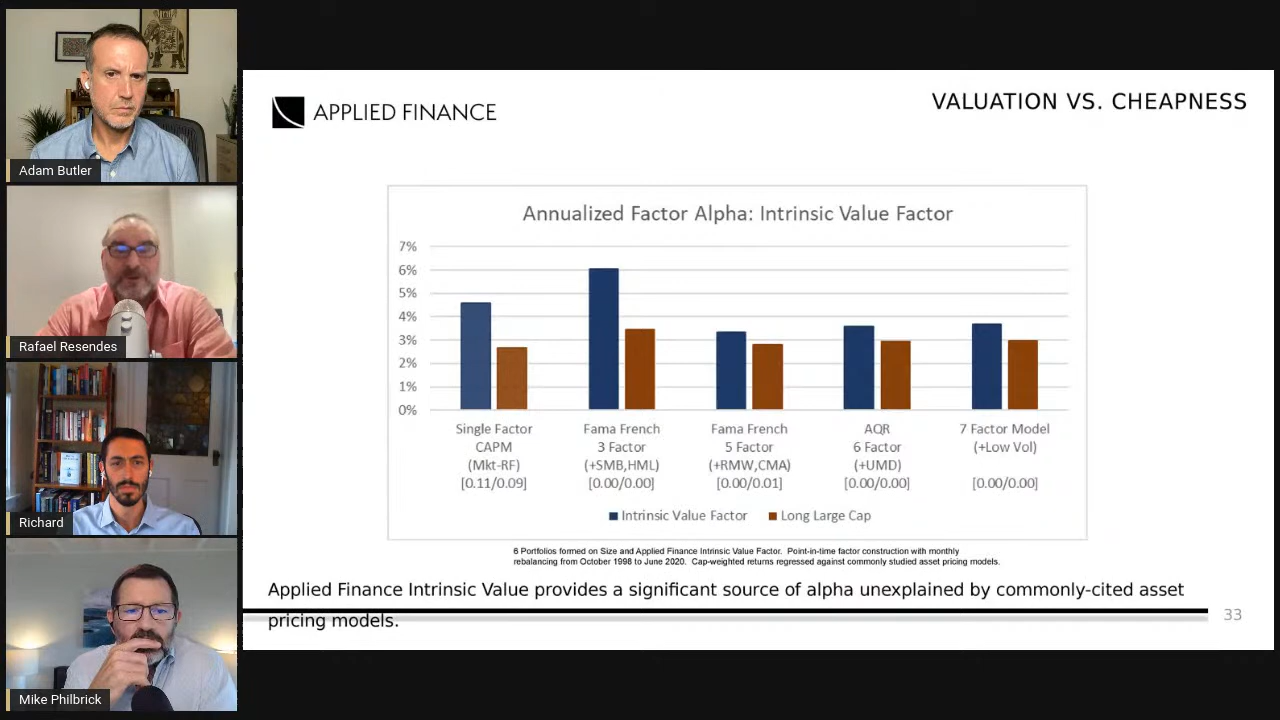 Adam Butler
Rafael Resendes
Richard
Mike Philbrick
APPLIED FINANCE
VALUATION VS. CHEAPNESS
Annualized Factor Alpha: Intrinsic Value Factor
7%
6%
5%
4%
3%
2%
1%
0%
Single Factor
CAPM
(Mkt-RF)
[0.11/0.09]
Fama French
3 Factor
(+SMB,HML)
[0.00/0.00]
Fama French
5 Factor
(+RMW,CMA)
[0.00/0.01]
AQR
6 Factor
(+UMD)
[0.00/0.00]
7 Factor Model
(+Low Vol)
[0.00/0.00]
Intrinsic Value Factor
Long Large Cap
6 Portfolios formed on Size and Applied Finance Intrinsic Value Factor. Point-in-time factor construction with monthly
rebalancing from October 1998 to June 2020. Cap-weighted returns regressed against commonly studied asset pricing models.
Applied Finance Intrinsic Value provides a significant source of alpha unexplained by commonly-cited asset
pricing models.
33